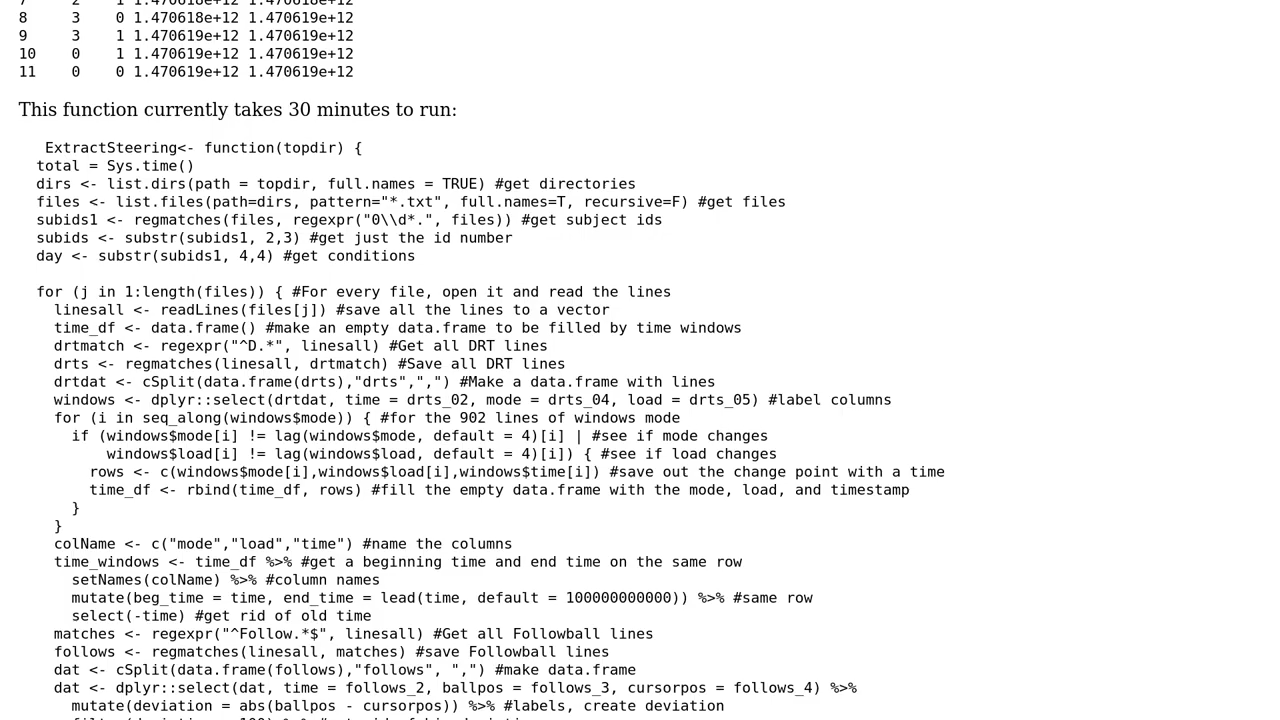 7     2    1 1.470618e+12 1.470618e+12
8     3    0 1.470618e+12 1.470619e+12
9     3    1 1.470619e+12 1.470619e+12
10    0    1 1.470619e+12 1.470619e+12
11    0    0 1.470619e+12 1.470619e+12
This function currently takes 30 minutes to run:
   ExtractSteering<- function(topdir) {
  total = Sys.time()
  dirs <- list.dirs(path = topdir, full.names = TRUE) #get directories
  files <- list.files(path=dirs, pattern="*.txt", full.names=T, recursive=F) #get files
  subids1 <- regmatches(files, regexpr("0\\d*.", files)) #get subject ids
  subids <- substr(subids1, 2,3) #get just the id number
  day <- substr(subids1, 4,4) #get conditions
  for (j in 1:length(files)) { #For every file, open it and read the lines
    linesall <- readLines(files[j]) #save all the lines to a vector
    time_df <- data.frame() #make an empty data.frame to be filled by time windows
    drtmatch <- regexpr("^D.*", linesall) #Get all DRT lines
    drts <- regmatches(linesall, drtmatch) #Save all DRT lines
    drtdat <- cSplit(data.frame(drts),"drts",",") #Make a data.frame with lines
    windows <- dplyr::select(drtdat, time = drts_02, mode = drts_04, load = drts_05) #label columns
    for (i in seq_along(windows$mode)) { #for the 902 lines of windows mode
      if (windows$mode[i] != lag(windows$mode, default = 4)[i] | #see if mode changes
          windows$load[i] != lag(windows$load, default = 4)[i]) { #see if load changes
        rows <- c(windows$mode[i],windows$load[i],windows$time[i]) #save out the change point with a time
        time_df <- rbind(time_df, rows) #fill the empty data.frame with the mode, load, and timestamp
      }
    }
    colName <- c("mode","load","time") #name the columns
    time_windows <- time_df %>% #get a beginning time and end time on the same row
      setNames(colName) %>% #column names
      mutate(beg_time = time, end_time = lead(time, default = 100000000000)) %>% #same row
      select(-time) #get rid of old time
    matches <- regexpr("^Follow.*$", linesall) #Get all Followball lines
    follows <- regmatches(linesall, matches) #save Followball lines
    dat <- cSplit(data.frame(follows),"follows", ",") #make data.frame
    dat <- dplyr::select(dat, time = follows_2, ballpos = follows_3, cursorpos = follows_4) %>%
      mutate(deviation = abs(ballpos - cursorpos)) %>% #labels, create deviation